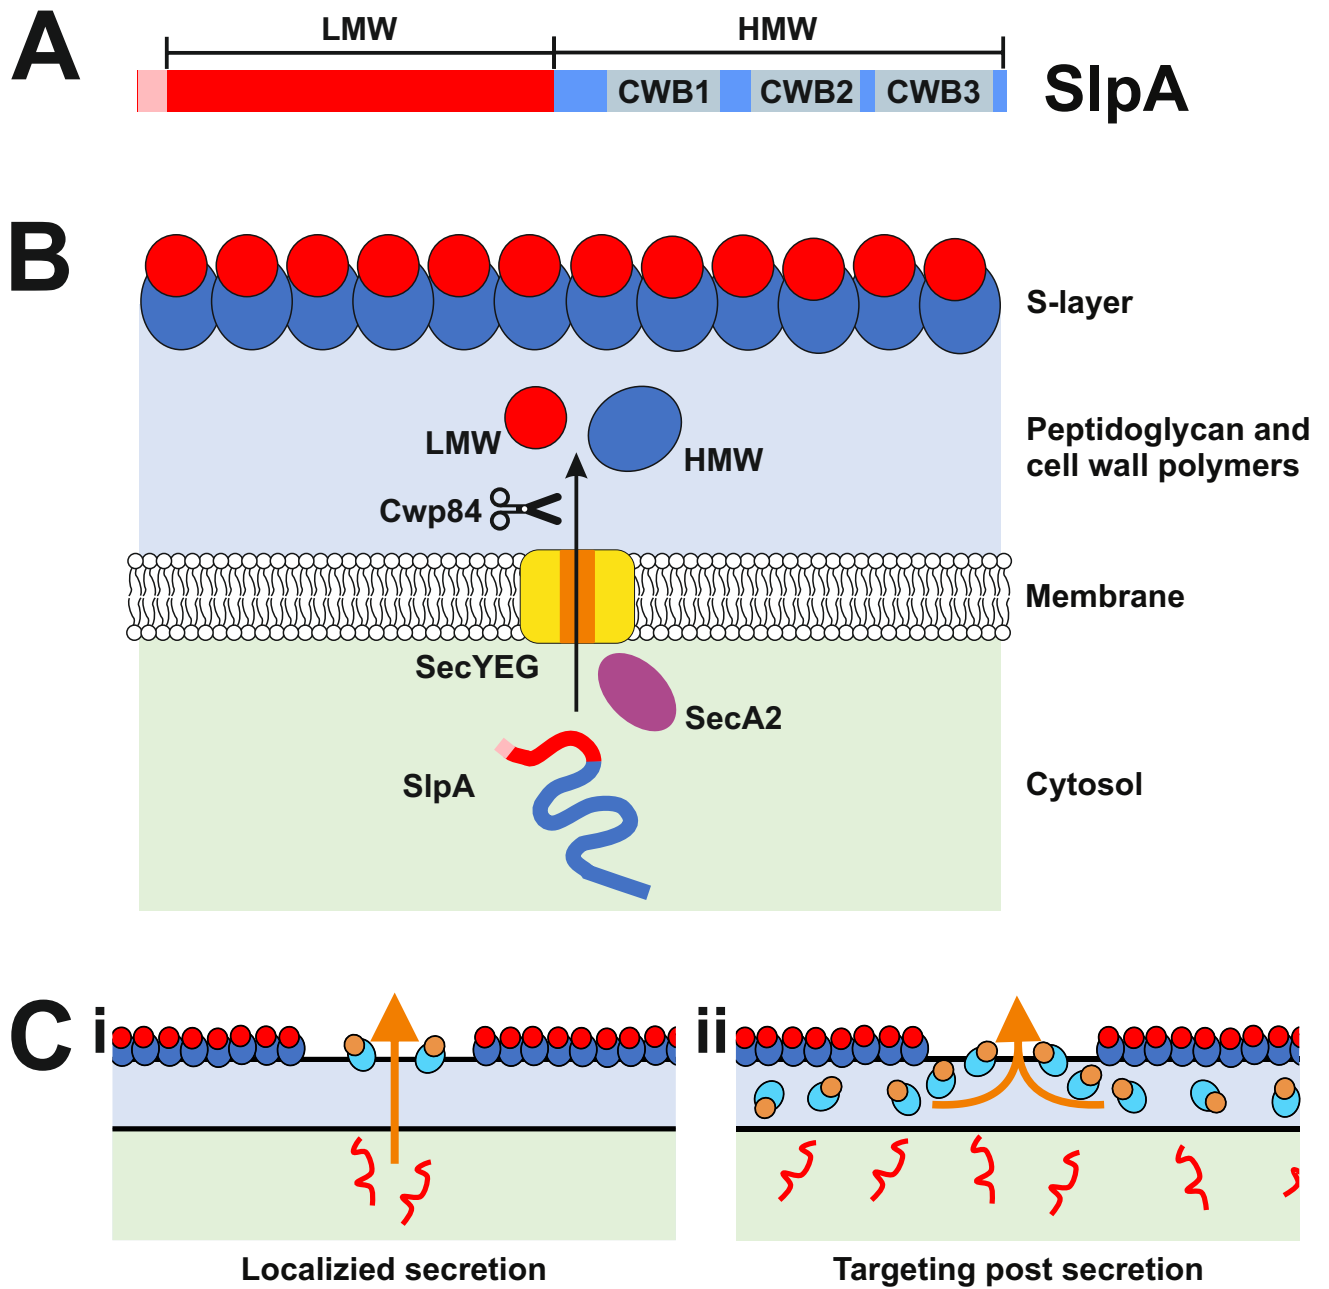 A
LMW
HMW
CWB1
CWB2
CWB3
SlpA
B
S-layer
LMW
HMW
Peptidoglycan and
cell wall polymers
Cwp84
Membrane
SecYEG
SecA2
SlpA
Cytosol
C
i
ii
Localizied secretion
Targeting post secretion